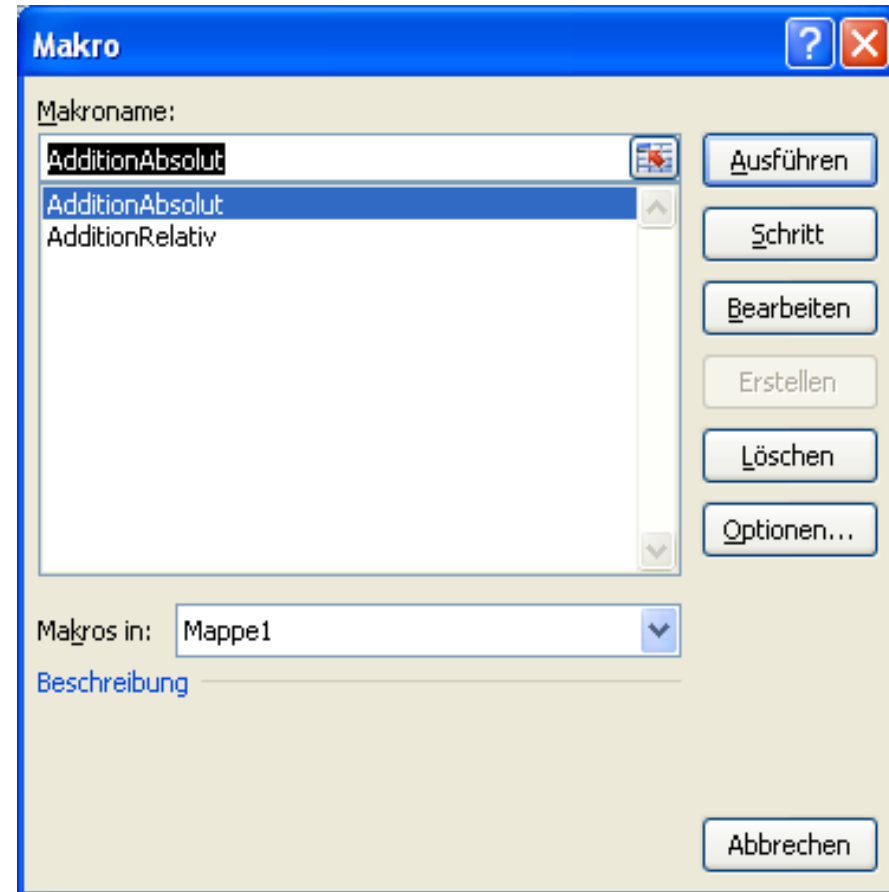 Makro
Makroname:
AdditionAbsolut
AdditionAbsolut
AdditionRelativ
Ausführen
Schritt
Bearbeiten
Erstellen
Löschen
Optionen...
Makros in: Mappe1
Beschreibung
Abbrechen